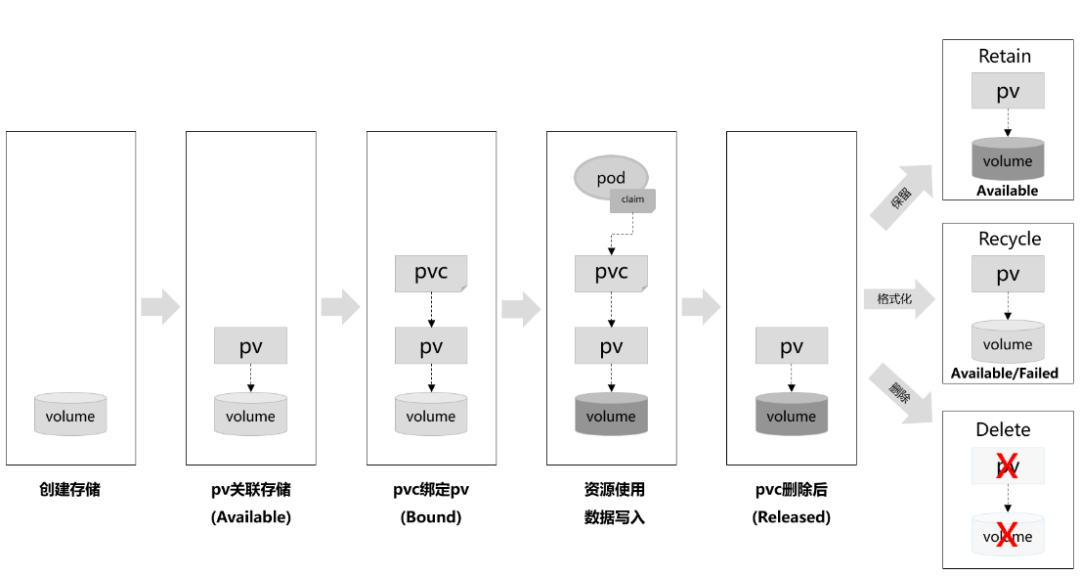 volume
创建存储
pv
volume
pv关联存储
(Available)
pvc
pv
volume
pvc绑定pv
(Bound)
pod
claim
pvc
pv
volume
资源使用
数据写入
pv
volume
pvc删除后
(Released)
保留
格式化
删除
Retain
pv
volume
Available
Recycle
pv
volume
Available/Failed
Delete
pv
X
volume
X